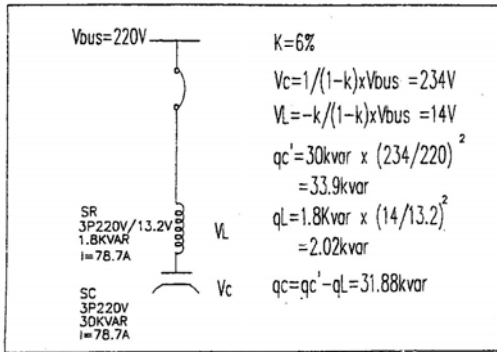 Vbus=220V
K=6%
Vc=1/(1-k)xVbus =234V
VL=-k/(1-k)xVbus =14V
qc'=30kvar x (234/220)²
=33.9kvar
SR
3P220V/13.2V
1.8KVAR
I=78.7A
VL
qL=1.8Kvar x (14/13.2)²
=2.02kvar
SC
3P220V
30KVAR
I=78.7A
Vc
qc=qc'-qL=31.88kvar